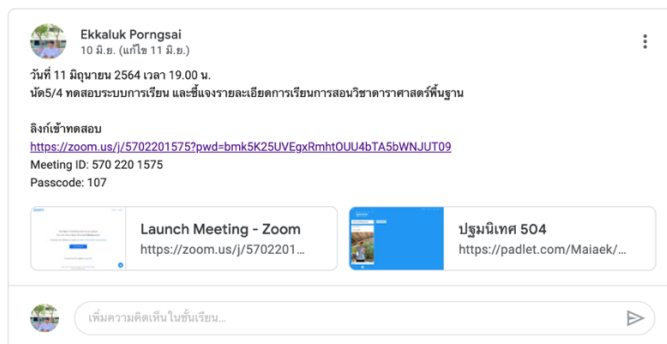 Ekkaluk Porngsai
10 มิ.ย. (แก้ไข 11 มิ.ย.)
วันที่ 11 มิถุนายน 2564 เวลา 19.00 น.
นัด5/4 ทดสอบระบบการเรียน และชี้แจงรายละเอียดการเรียนการสอนวิชาดาราศาสตร์พื้นฐาน
ลิงก์เข้าทดสอบ
https://zoom.us/j/5702201575?pwd=bmk5K25UVEgxRmhtOUU4bTA5bWNJUT09
Meeting ID: 570 220 1575
Passcode: 107
Launch Meeting - Zoom
https://zoom.us/j/5702201...
ปฐมนิเทศ 504
https://padlet.com/Maiaek/...
เพิ่มความคิดเห็นในชั้นเรียน...